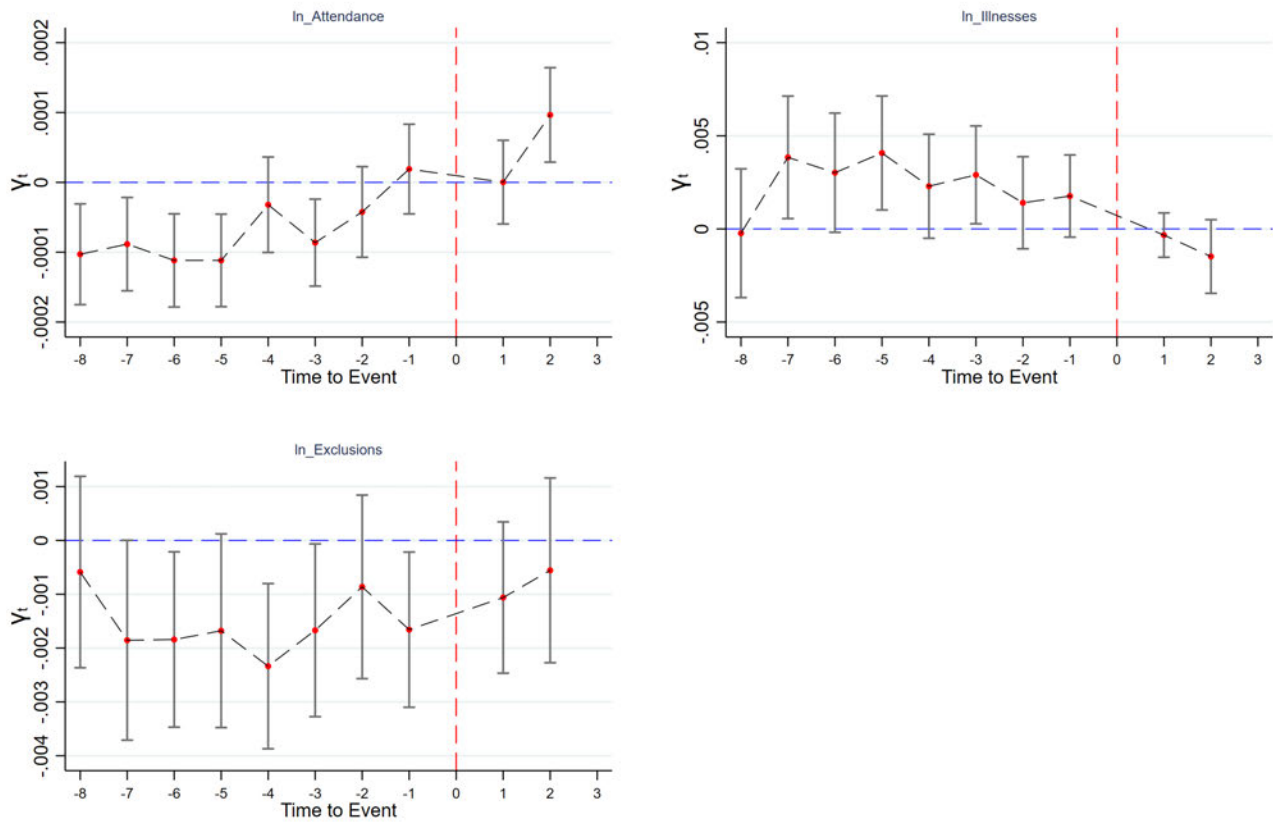 ln_Attendance
.0002
.0001
0
-.0001
-.0002
γt
-8 -7 -6 -5 -4 -3 -2 -1 0 1 2 3
Time to Event
ln_Illnesses
.01
.005
0
-.005
γt
-8 -7 -6 -5 -4 -3 -2 -1 0 1 2 3
Time to Event
ln_Exclusions
.001
0
-.001
-.002
-.003
-.004
γt
-8 -7 -6 -5 -4 -3 -2 -1 0 1 2 3
Time to Event